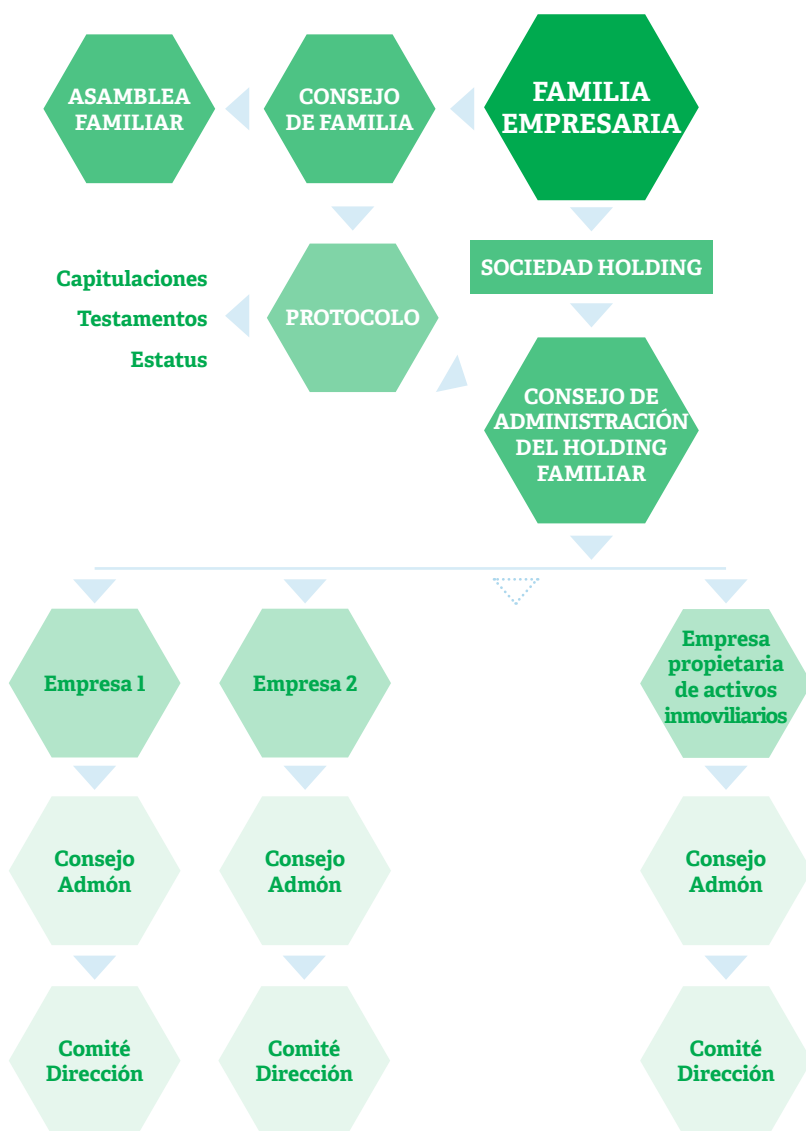 ASAMBLEA
FAMILIAR
CONSEJO
DE FAMILIA
FAMILIA
EMPRESARIA
Capitulaciones
Testamentos
Estatus
PROTOCOLO
SOCIEDAD HOLDING
CONSEJO DE
ADMINISTRACIÓN
DEL HOLDING
FAMILIAR
Empresa 1
Empresa 2
Empresa
propietaria
de activos
inmoviliarios
Consejo
Admón
Consejo
Admón
Consejo
Admón
Comité
Dirección
Comité
Dirección
Comité
Dirección